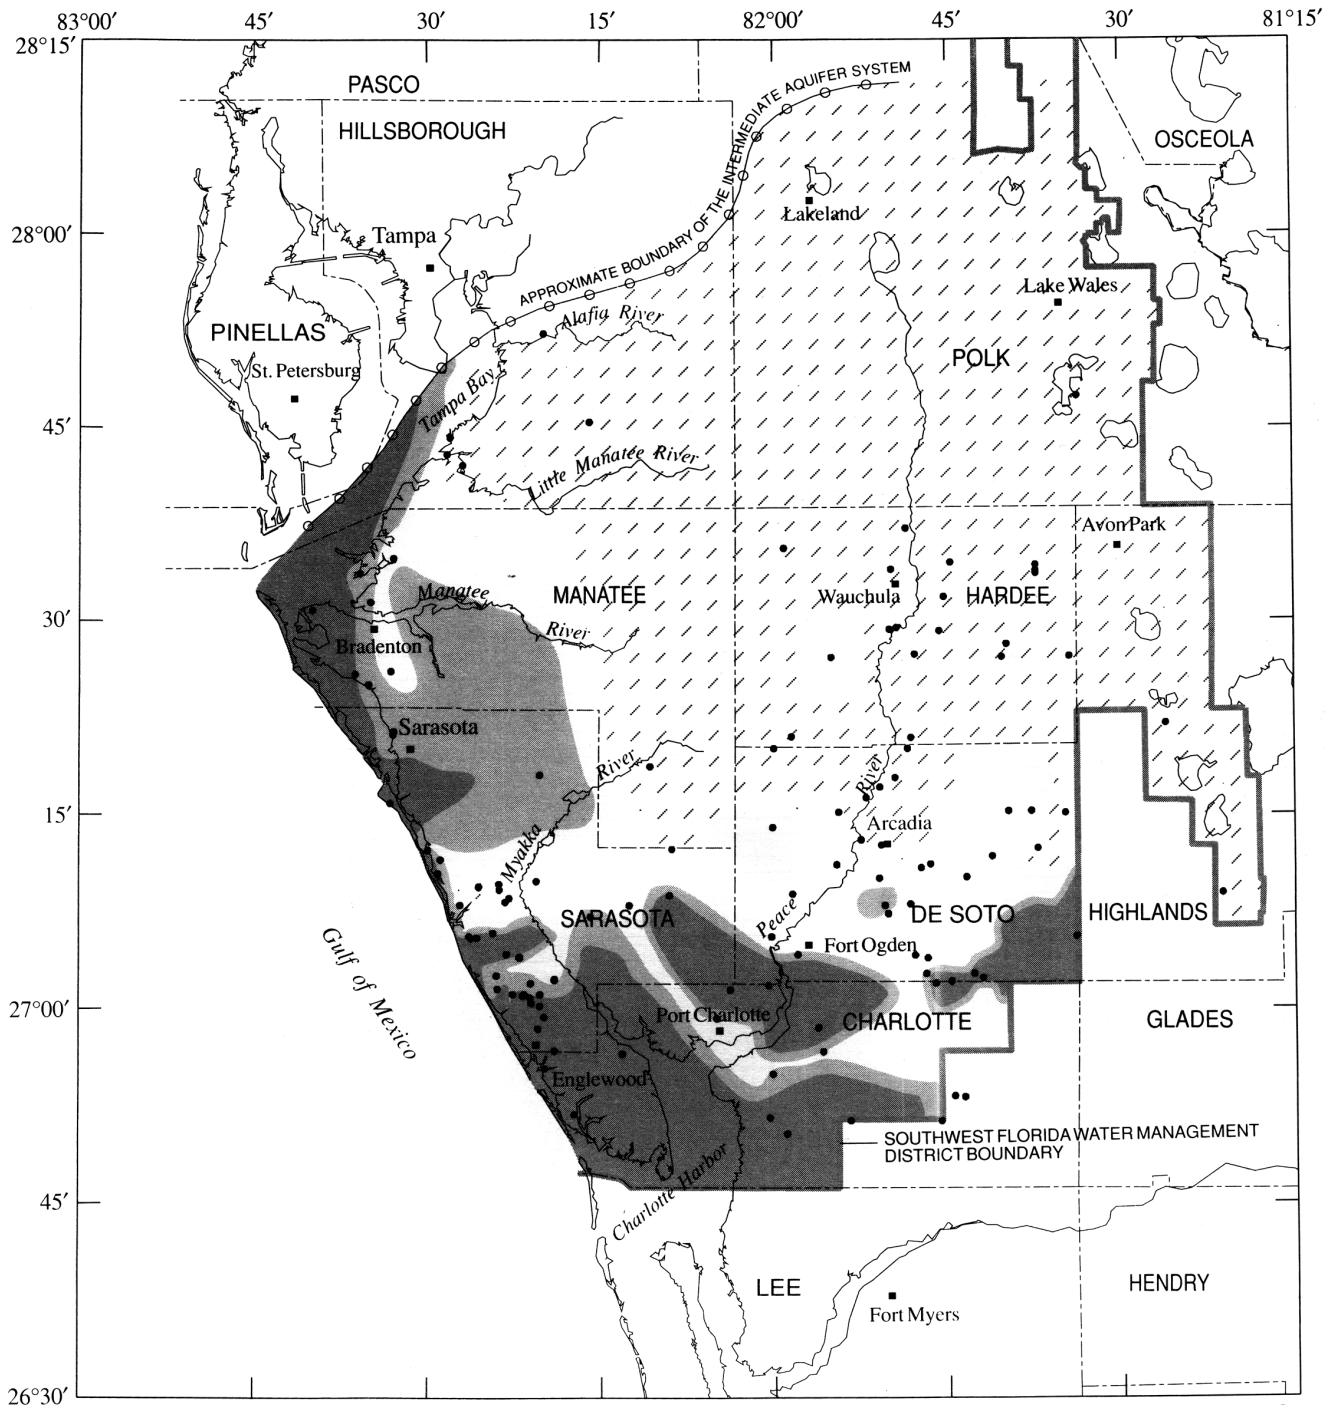 83°00′ 45′ 30′ 15′ 82°00′ 45′ 30′ 81°15′
28°15′
PASCO
HILLSBOROUGH
OSCEOLA
APPROXIMATE BOUNDARY OF THE INTERMEDIATE AQUIFER SYSTEM
Lakeland
28°00′
Tampa
Lake Wales
Alafia River
PINELLAS
POLK
St. Petersburg
Tampa Bay
45′
Little Manatee River
Avon Park
MANATEE
Wauchula
HARDEE
Manatee
River
30′
Bradenton
Sarasota
River
River
15′
Arcadia
Myakka
SARASOTA
Peace
DE SOTO
HIGHLANDS
Fort Ogden
Gulf of Mexico
27°00′
Port Charlotte
CHARLOTTE
GLADES
Englewood
SOUTHWEST FLORIDA WATER MANAGEMENT
DISTRICT BOUNDARY
45′
Charlotte Harbor
LEE
HENDRY
Fort Myers
26°30′